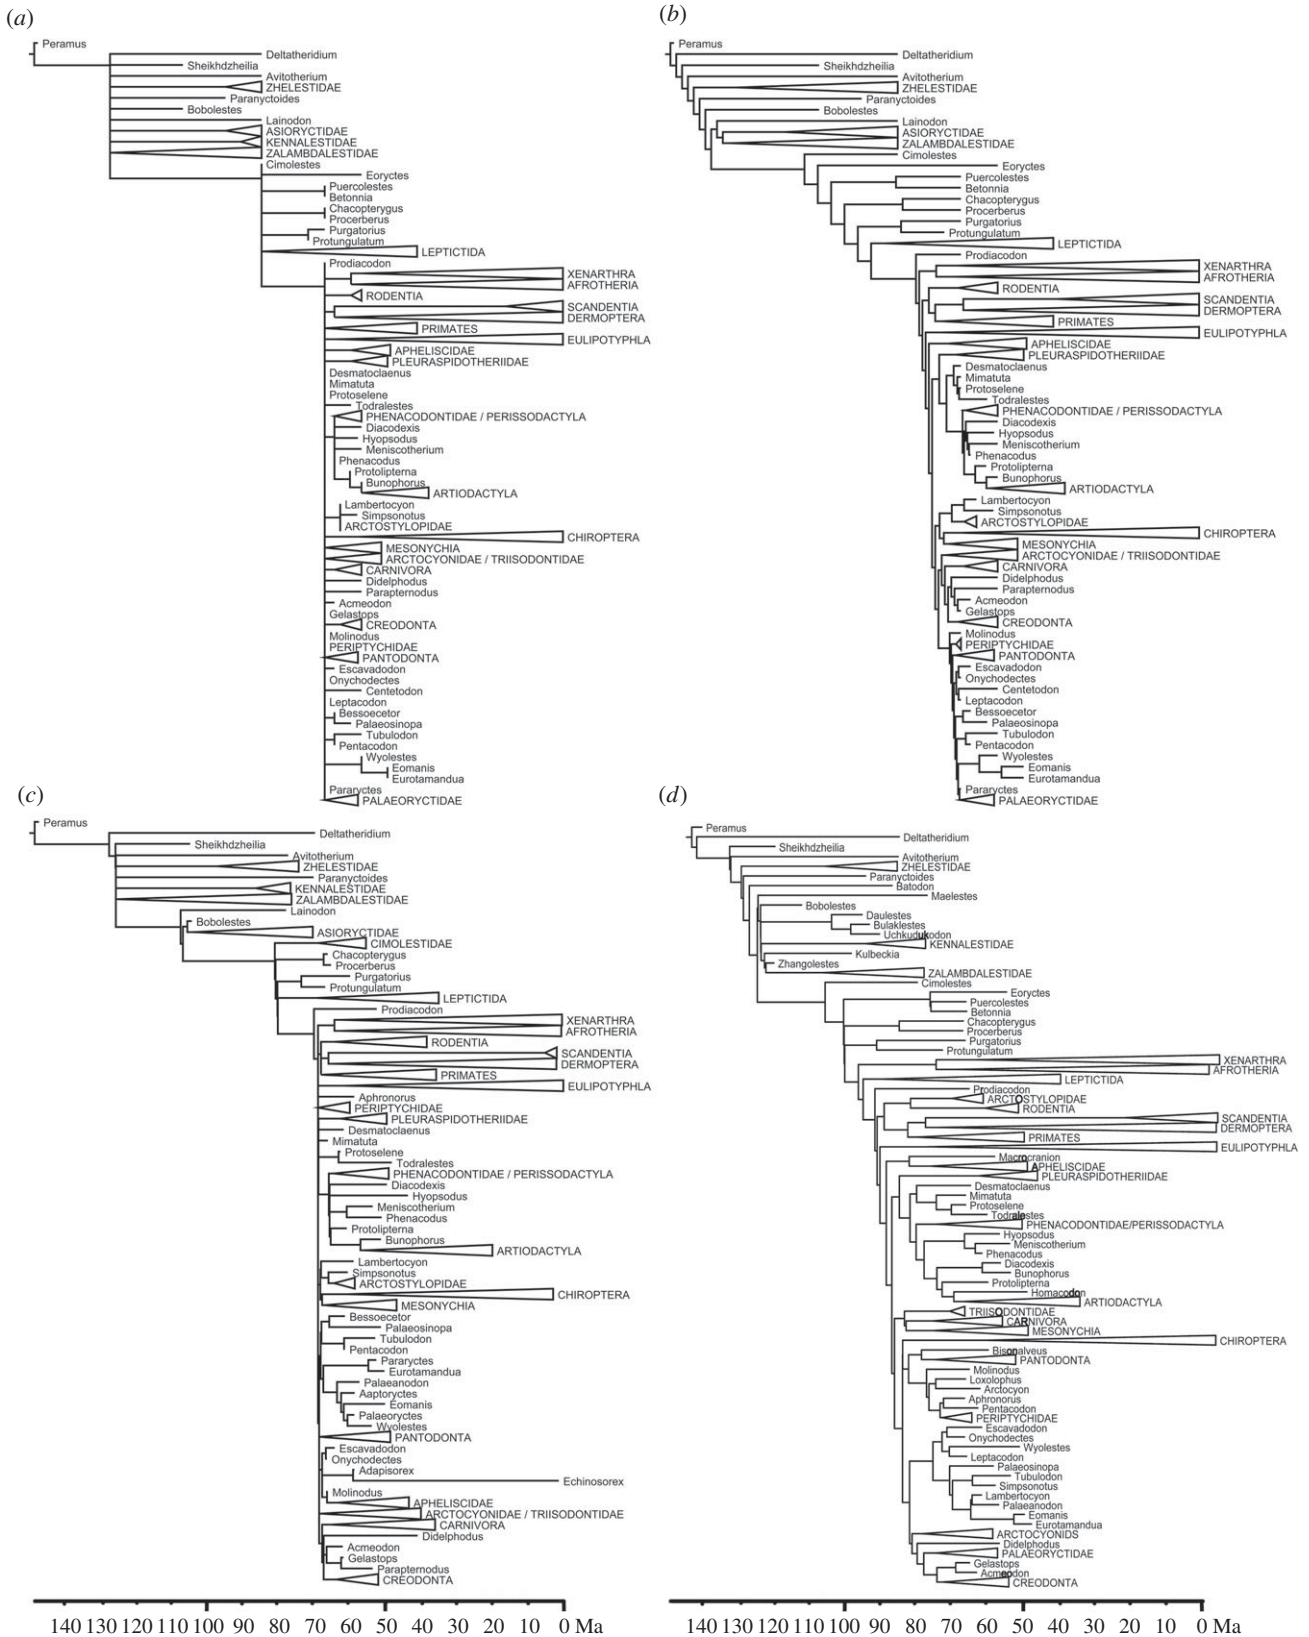 (a)
Peramus
Deltatheridium
Sheikhdzheilia
Avitotherium
ZHELESTIDAE
Paranyctoides
Bobolestes
Lainodon
ASIORYCTIDAE
KENNALESTIDAE
ZALAMBDALESTIDAE
Cimolestes
Eoryctes
Puercolestes
Betonnia
Chacopterygus
Procerberus
Purgatorius
Protungulatum
LEPTICTIDA
Prodiacodon
XENARTHRA
AFROTHERIA
RODENTIA
SCANDENTIA
DERMOPTERA
PRIMATES
EULIPOTYPHLA
APHELISCIDAE
PLEURASPIDOTHERIIDAE
Desmatoclaenus
Mimatuta
Protoselene
Todralestes
PHENACODONTIDAE / PERISSODACTYLA
Diacodexis
Hyopsodus
Meniscotherium
Phenacodus
Protolipterna
Bunophorus
ARTIODACTYLA
Lambertocyon
Simpsonotus
ARCTOSTYLOPIDAE
CHIROPTERA
MESONYCHIA
ARCTOCYONIDAE / TRIISODONTIDAE
CARNIVORA
Didelphodus
Parapternodus
Acmeodon
Gelastops
CREODONTA
Molinodus
PERIPTYCHIDAE
PANTODONTA
Escavadodon
Onychodectes
Centetodon
Leptacodon
Bessoecetor
Palaeosinopa
Tubulodon
Pentacodon
Wyolestes
Eomanis
Eurotamandua
Pararyctes
PALAEORYCTIDAE
(b)
Peramus
Deltatheridium
Sheikhdzheilia
Avitotherium
ZHELESTIDAE
Paranyctoides
Bobolestes
Lainodon
ASIORYCTIDAE
ZALAMBDALESTIDAE
Cimolestes
Eoryctes
Puercolestes
Betonnia
Chacopterygus
Procerberus
Purgatorius
Protungulatum
LEPTICTIDA
Prodiacodon
XENARTHRA
AFROTHERIA
RODENTIA
SCANDENTIA
DERMOPTERA
PRIMATES
EULIPOTYPHLA
APHELISCIDAE
PLEURASPIDOTHERIIDAE
Desmatoclaenus
Mimatuta
Protoselene
Todralestes
PHENACODONTIDAE / PERISSODACTYLA
Diacodexis
Hyopsodus
Meniscotherium
Phenacodus
Protolipterna
Bunophorus
ARTIODACTYLA
Lambertocyon
Simpsonotus
ARCTOSTYLOPIDAE
CHIROPTERA
MESONYCHIA
ARCTOCYONIDAE / TRIISODONTIDAE
CARNIVORA
Didelphodus
Parapternodus
Acmeodon
Gelastops
CREODONTA
Molinodus
PERIPTYCHIDAE
PANTODONTA
Escavadodon
Onychodectes
Centetodon
Leptacodon
Bessoecetor
Palaeosinopa
Tubulodon
Pentacodon
Wyolestes
Eomanis
Eurotamandua
Pararyctes
PALAEORYCTIDAE
(c)
Peramus
Deltatheridium
Sheikhdzheilia
Avitotherium
ZHELESTIDAE
Paranyctoides
KENNALESTIDAE
ZALAMBDALESTIDAE
Lainodon
Bobolestes
ASIORYCTIDAE
CIMOLESTIDAE
Chacopterygus
Procerberus
Purgatorius
Protungulatum
LEPTICTIDA
Prodiacodon
XENARTHRA
AFROTHERIA
RODENTIA
SCANDENTIA
DERMOPTERA
PRIMATES
EULIPOTYPHLA
Aphronorus
PERIPTYCHIDAE
PLEURASPIDOTHERIIDAE
Desmatoclaenus
Mimatuta
Protoselene
Todralestes
PHENACODONTIDAE / PERISSODACTYLA
Diacodexis
Hyopsodus
Meniscotherium
Phenacodus
Protolipterna
Bunophorus
ARTIODACTYLA
Lambertocyon
Simpsonotus
ARCTOSTYLOPIDAE
CHIROPTERA
MESONYCHIA
Bessoecetor
Palaeosinopa
Tubulodon
Pentacodon
Pararyctes
Eurotamandua
Palaeanodon
Aaptoryctes
Eomanis
Palaeoryctes
Wyolestes
PANTODONTA
Escavadodon
Onychodectes
Adapisorex
Echinosorex
Molinodus
APHELISCIDAE
ARCTOCYONIDAE / TRIISODONTIDAE
CARNIVORA
Didelphodus
Acmeodon
Gelastops
Parapternodus
CREODONTA
140 130 120 110 100 90 80 70 60 50 40 30 20 10 0 Ma
(d)
Peramus
Deltatheridium
Sheikhdzheilia
Avitotherium
ZHELESTIDAE
Paranyctoides
Batodon
Maelestes
Bobolestes
Daulestes
Bulaklestes
Uchkudukodon
KENNALESTIDAE
Kulbeckia
Zhangolestes
ZALAMBDALESTIDAE
Cimolestes
Eoryctes
Puercolestes
Betonnia
Chacopterygus
Procerberus
Purgatorius
Protungulatum
XENARTHRA
AFROTHERIA
LEPTICTIDA
Prodiacodon
ARCTOSTYLOPIDAE
RODENTIA
SCANDENTIA
DERMOPTERA
PRIMATES
EULIPOTYPHLA
Macrocranion
APHELISCIDAE
PLEURASPIDOTHERIIDAE
Desmatoclaenus
Mimatuta
Protoselene
Todralestes
PHENACODONTIDAE/PERISSODACTYLA
Hyopsodus
Meniscotherium
Phenacodus
Diacodexis
Bunophorus
Protolipterna
Homacodon
ARTIODACTYLA
TRIISODONTIDAE
CARNIVORA
MESONYCHIA
CHIROPTERA
Bisonalveus
PANTODONTA
Molinodus
Loxolophus
Arctocyon
Aphronorus
Pentacodon
PERIPTYCHIDAE
Escavadodon
Onychodectes
Wyolestes
Leptacodon
Palaeosinopa
Tubulodon
Simpsonotus
Lambertocyon
Palaeanodon
Eomanis
Eurotamandua
ARCTOCYONIDS
Didelphodus
PALAEORYCTIDAE
Gelastops
Acmeodon
CREODONTA
140 130 120 110 100 90 80 70 60 50 40 30 20 10 0 Ma